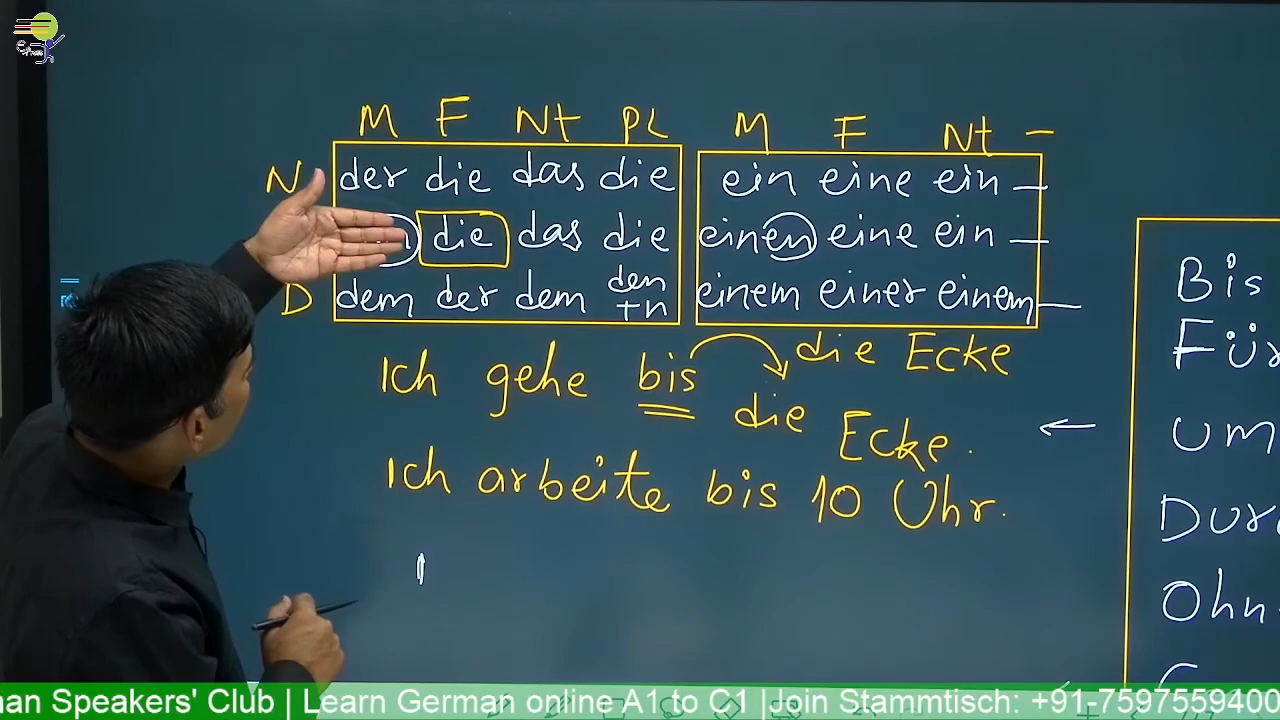 M F Nt PL M F Nt –
N der die das die ein eine ein –
die das die einen eine ein –
D dem der dem den +n einem einer einem –
die Ecke
Ich gehe bis die Ecke.
Ich arbeite bis 10 Uhr.
Bis
Für
Um
Speakers' Club | Learn German online A1 to C1 |Join Stammtisch: +91-7597559400